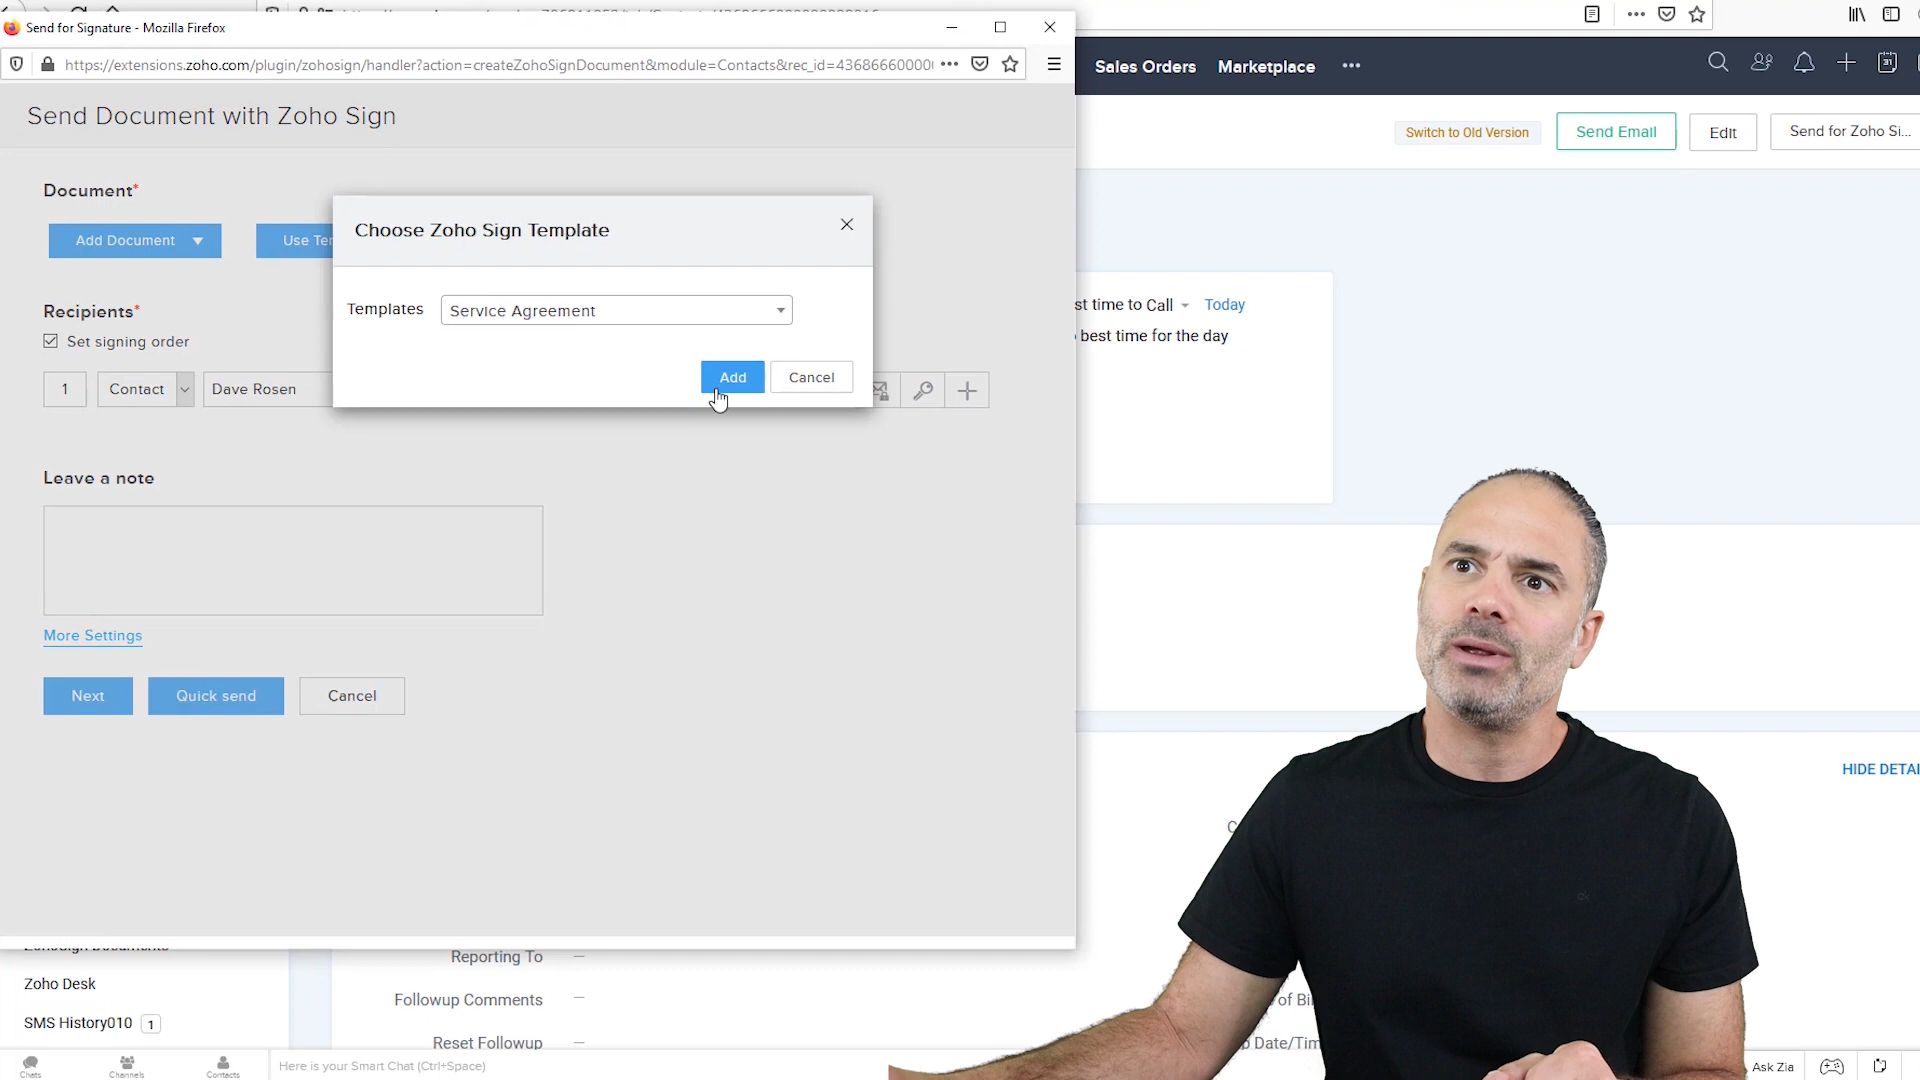 Send for Signature - Mozilla Firefox
https://extensions.zoho.com/plugin/zohosign/handler?action=createZohoSignDocument&module=Contacts&rec_id=436866600000
Sales Orders
Marketplace
Send Document with Zoho Sign
Switch to Old Version
Send Email
Edit
Send for Zoho Si...
Document*
Add Document
Use Te
Choose Zoho Sign Template
Templates
Service Agreement
Add
Cancel
Recipients*
Set signing order
1
Contact
Dave Rosen
st time to Call
Today
best time for the day
Leave a note
More Settings
Next
Quick send
Cancel
HIDE DETAI
Reporting To
Zoho Desk
Followup Comments
of Bi
SMS History010
1
Reset Followup
p Date/Tim
Chats
Channels
Contacts
Here is your Smart Chat (Ctrl+Space)
Ask Zia